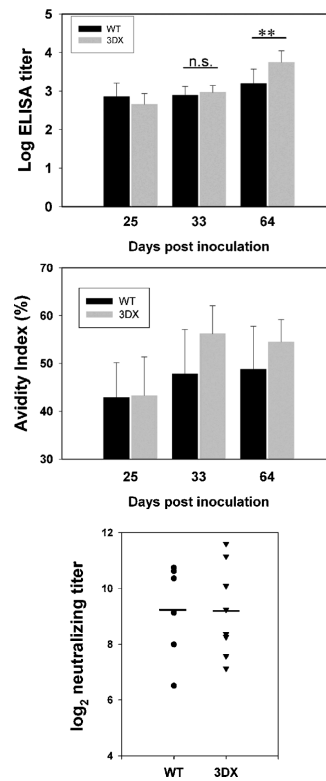 WT
3DX
n.s.
**
5
4
3
2
1
0
Log ELISA titer
25 33 64
Days post inoculation
70
60
50
40
30
Avidity Index (%)
WT
3DX
25 33 64
Days post inoculation
12
10
8
6
4
log2 neutralizing titer
WT 3DX